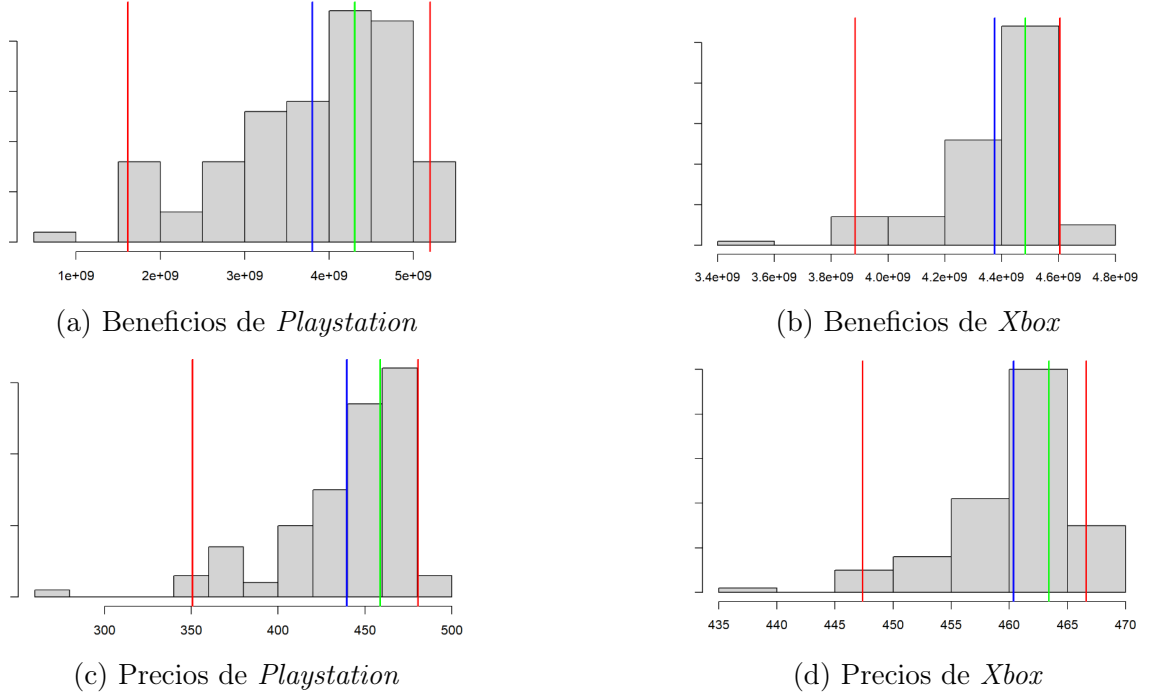 1e+09 2e+09 3e+09 4e+09 5e+09
3.4e+09 3.6e+09 3.8e+09 4.0e+09 4.2e+09 4.4e+09 4.6e+09 4.8e+09
(a) Beneficios de Playstation
(b) Beneficios de Xbox
300 350 400 450 500
435 440 445 450 455 460 465 470
(c) Precios de Playstation
(d) Precios de Xbox